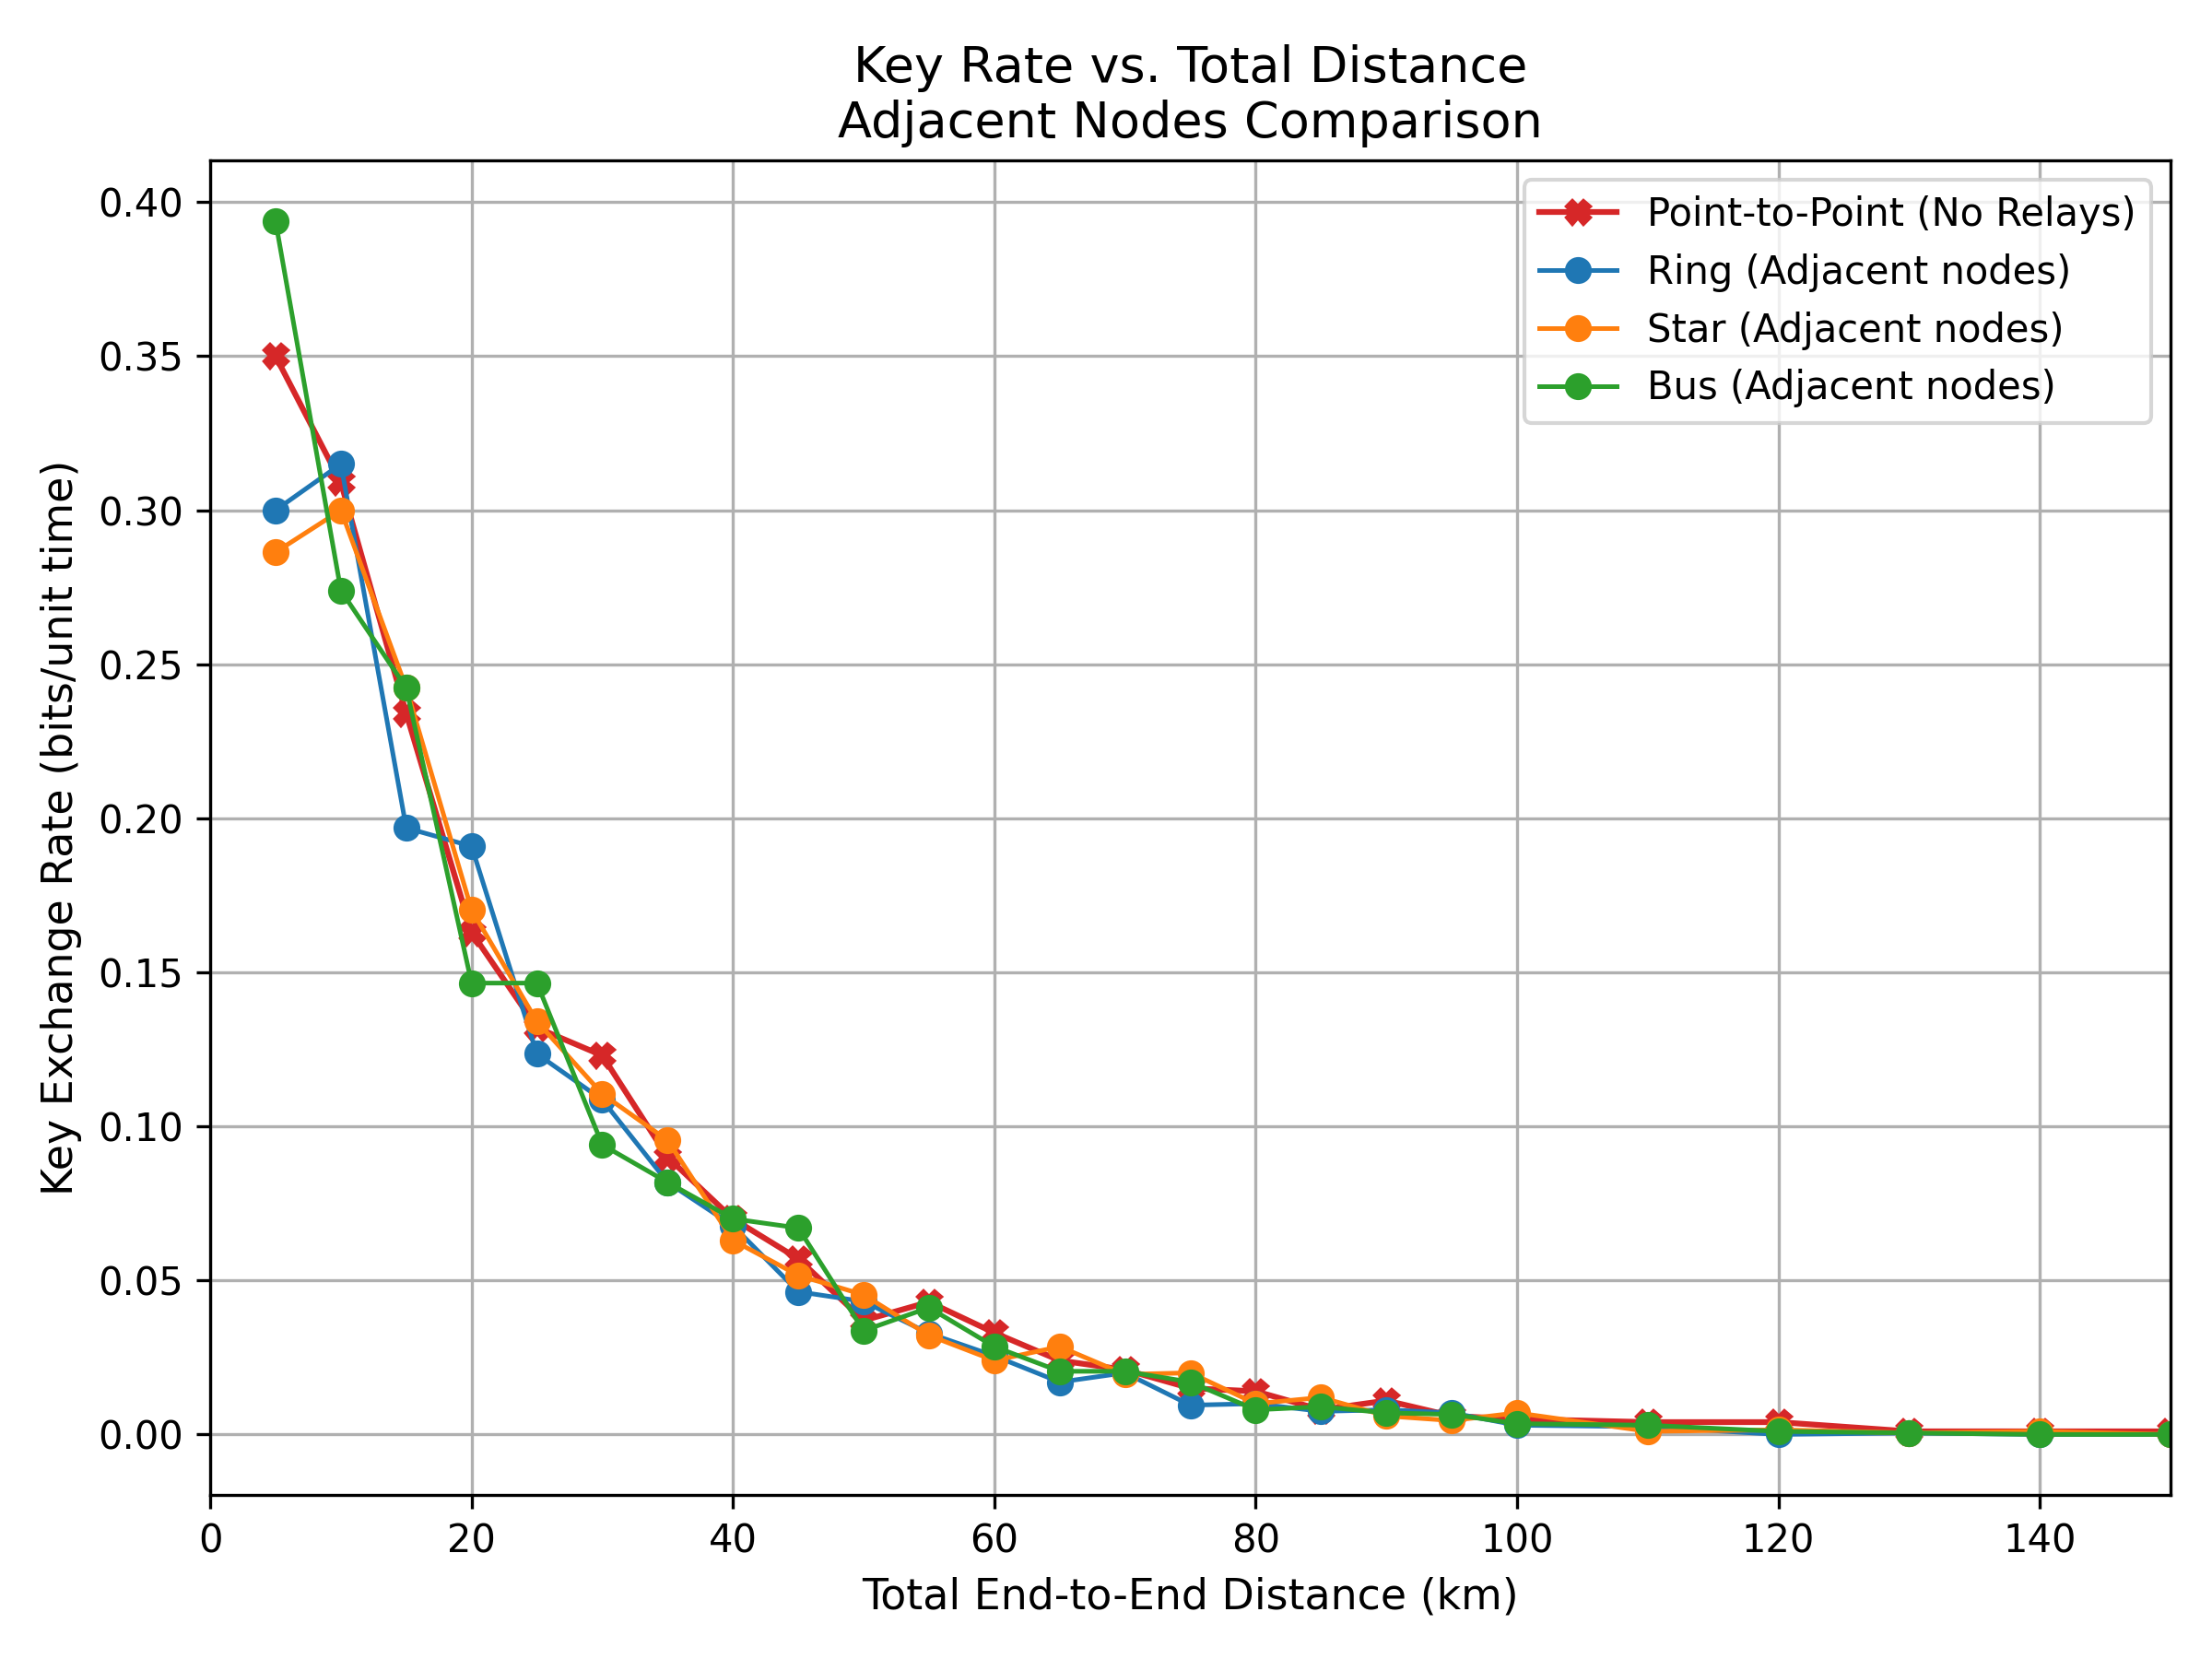 Key Rate vs. Total Distance
Adjacent Nodes Comparison
Key Exchange Rate (bits/unit time)
0.40
0.35
0.30
0.25
0.20
0.15
0.10
0.05
0.00
Point-to-Point (No Relays)
Ring (Adjacent nodes)
Star (Adjacent nodes)
Bus (Adjacent nodes)
0 20 40 60 80 100 120 140
Total End-to-End Distance (km)